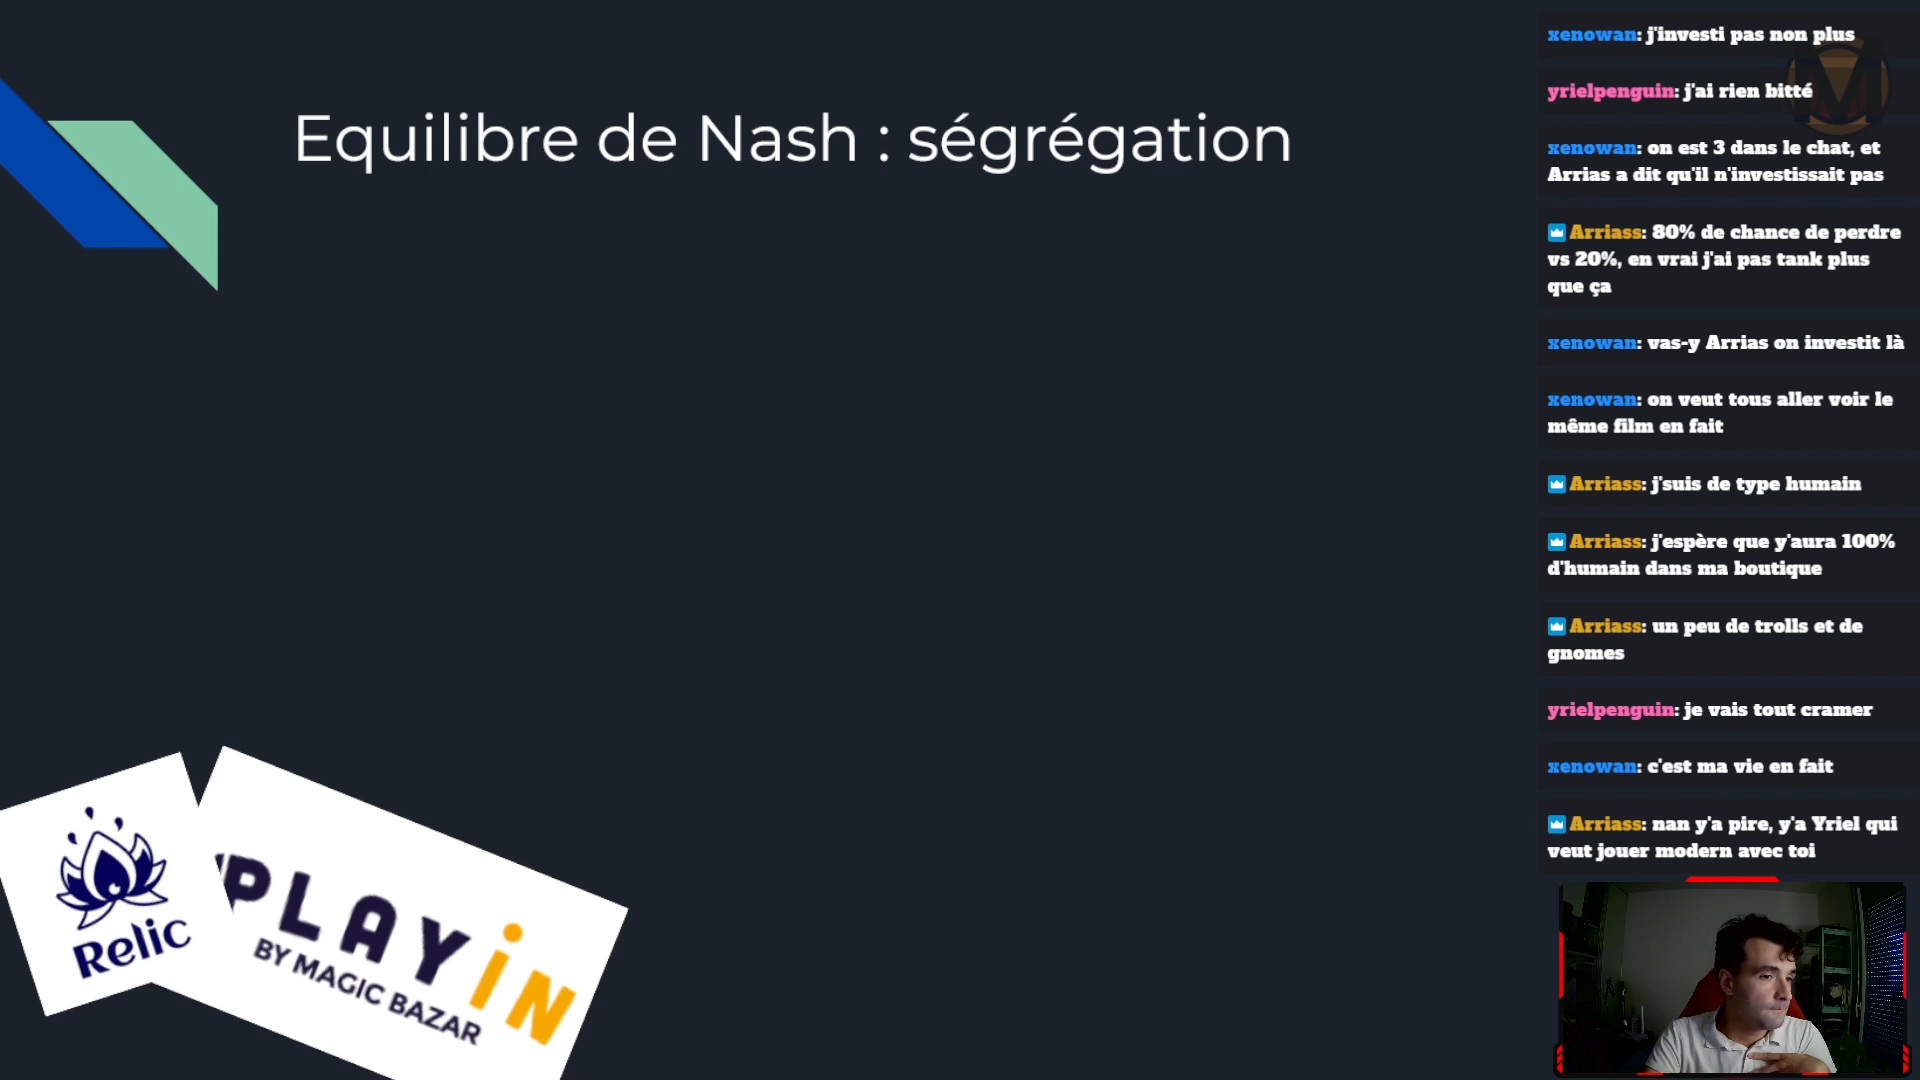 Equilibre de Nash : ségrégation
xenowan: j'investi pas non plus
yrielpenguin: j'ai rien bitté
xenowan: on est 3 dans le chat, et
Arrias a dit qu'il n'investissait pas
Arriass: 80% de chance de perdre
vs 20%, en vrai j'ai pas tank plus
que ça
xenowan: vas-y Arrias on investit là
xenowan: on veut tous aller voir le
même film en fait
Arriass: j'suis de type humain
Arriass: j'espère que y'aura 100%
d'humain dans ma boutique
Arriass: un peu de trolls et de
gnomes
yrielpenguin: je vais tout cramer
xenowan: c'est ma vie en fait
Arriass: nan y'a pire, y'a Yriel qui
veut jouer modern avec toi
Relic
PLAYIN
BY MAGIC BAZAR